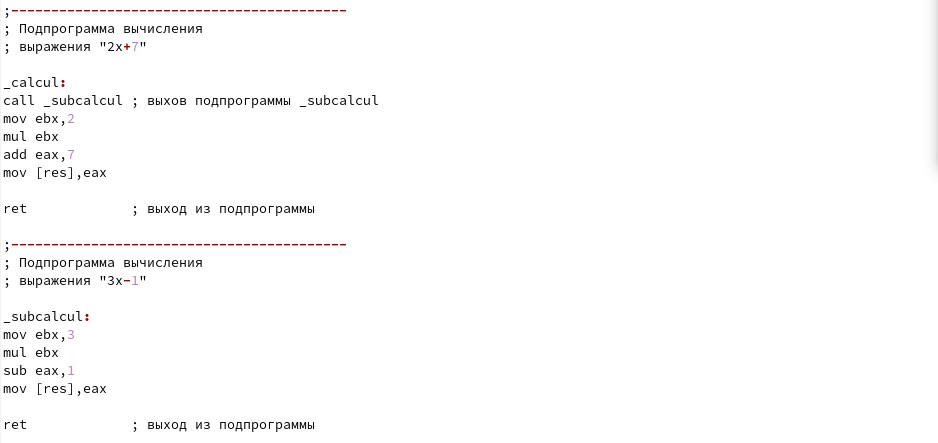 ;------------------------------------------
; Подпрограмма вычисления
; выражения "2x+7"
_calcul:
call _subcalcul ; выхов подпрограммы _subcalcul
mov ebx,2
mul ebx
add eax,7
mov [res],eax
ret             ; выход из подпрограммы
;------------------------------------------
; Подпрограмма вычисления
; выражения "3x-1"
_subcalcul:
mov ebx,3
mul ebx
sub eax,1
mov [res],eax
ret             ; выход из подпрограммы